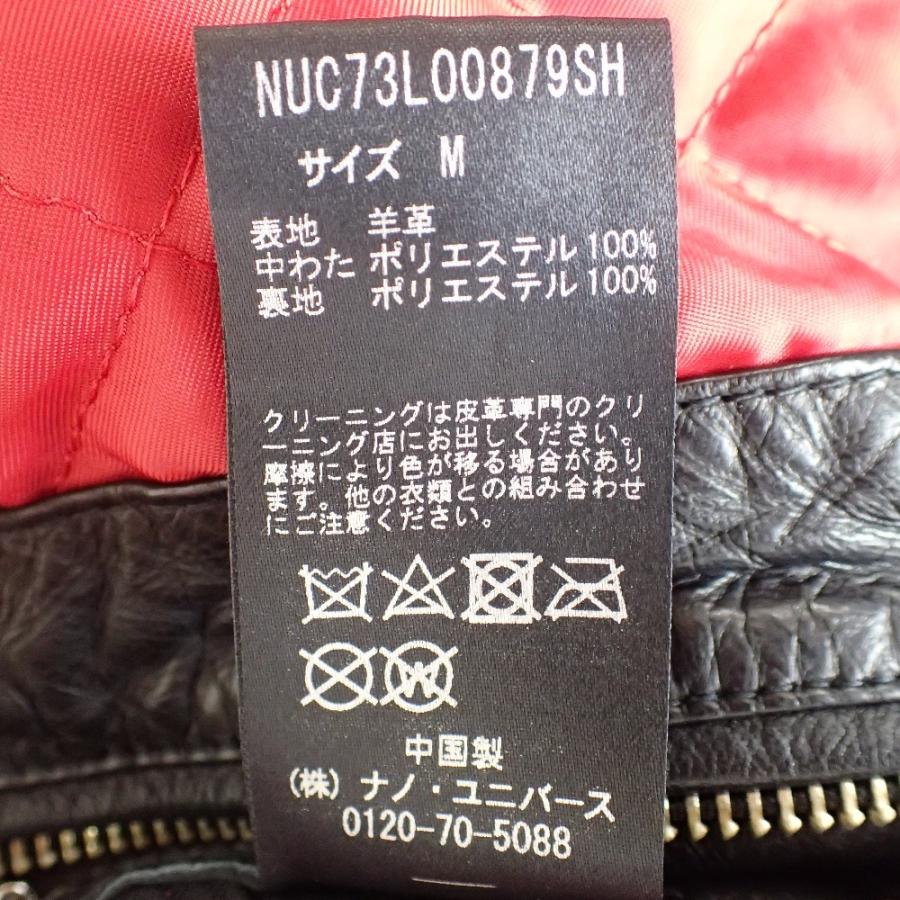 NUC73L00879SH
サイズ M
表地 羊革
中わた ポリエステル 100%
裏地 ポリエステル 100%
クリーニングは皮革専門のクリ
ーニング店にお出しください。
摩擦により色が移る場合があり
ます。他の衣類との組み合わせ
にご注意ください。
中国製
(株) ナノ・ユニバース
0120-70-5088